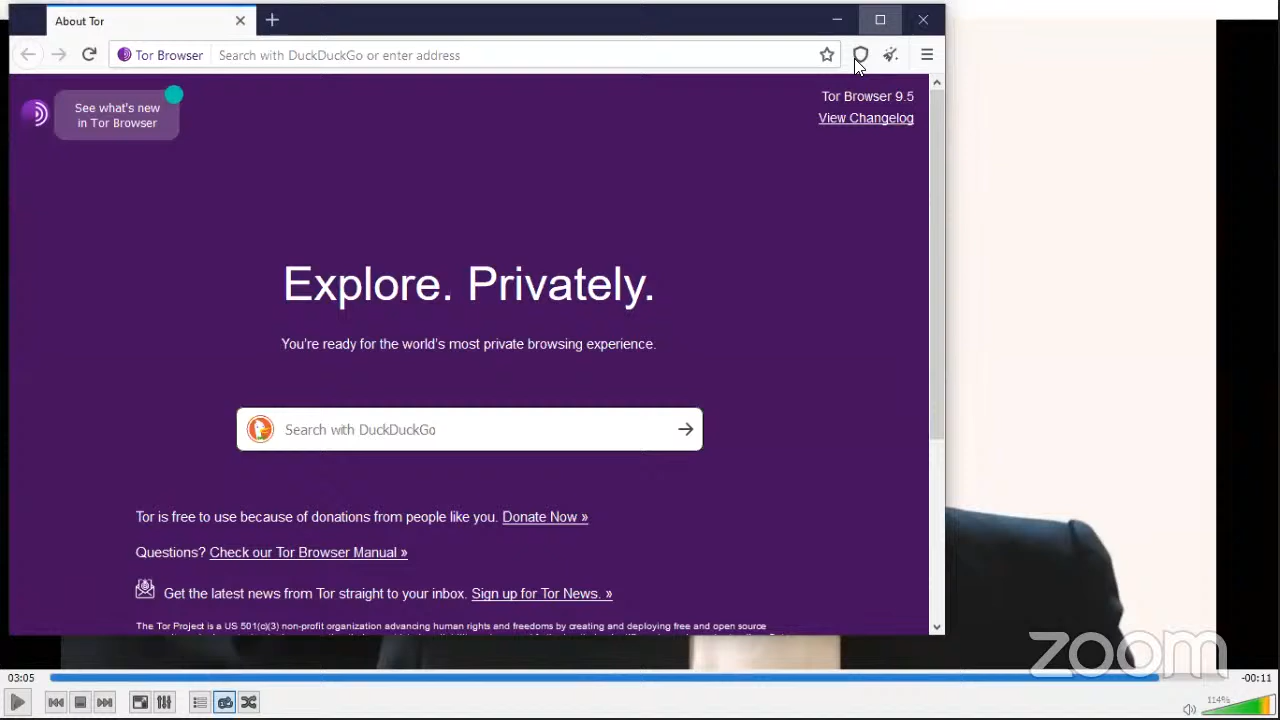 About Tor
Tor Browser
Search with DuckDuckGo or enter address
See what's new
in Tor Browser
Tor Browser 9.5
View Changelog
Explore. Privately.
You're ready for the world's most private browsing experience.
Search with DuckDuckGo
Tor is free to use because of donations from people like you. Donate Now »
Questions? Check our Tor Browser Manual »
Get the latest news from Tor straight to your inbox. Sign up for Tor News. »
The Tor Project is a US 501(c)(3) non-profit organization advancing human rights and freedoms by creating and deploying free and open source
zoom
03:05
-00:11
114%